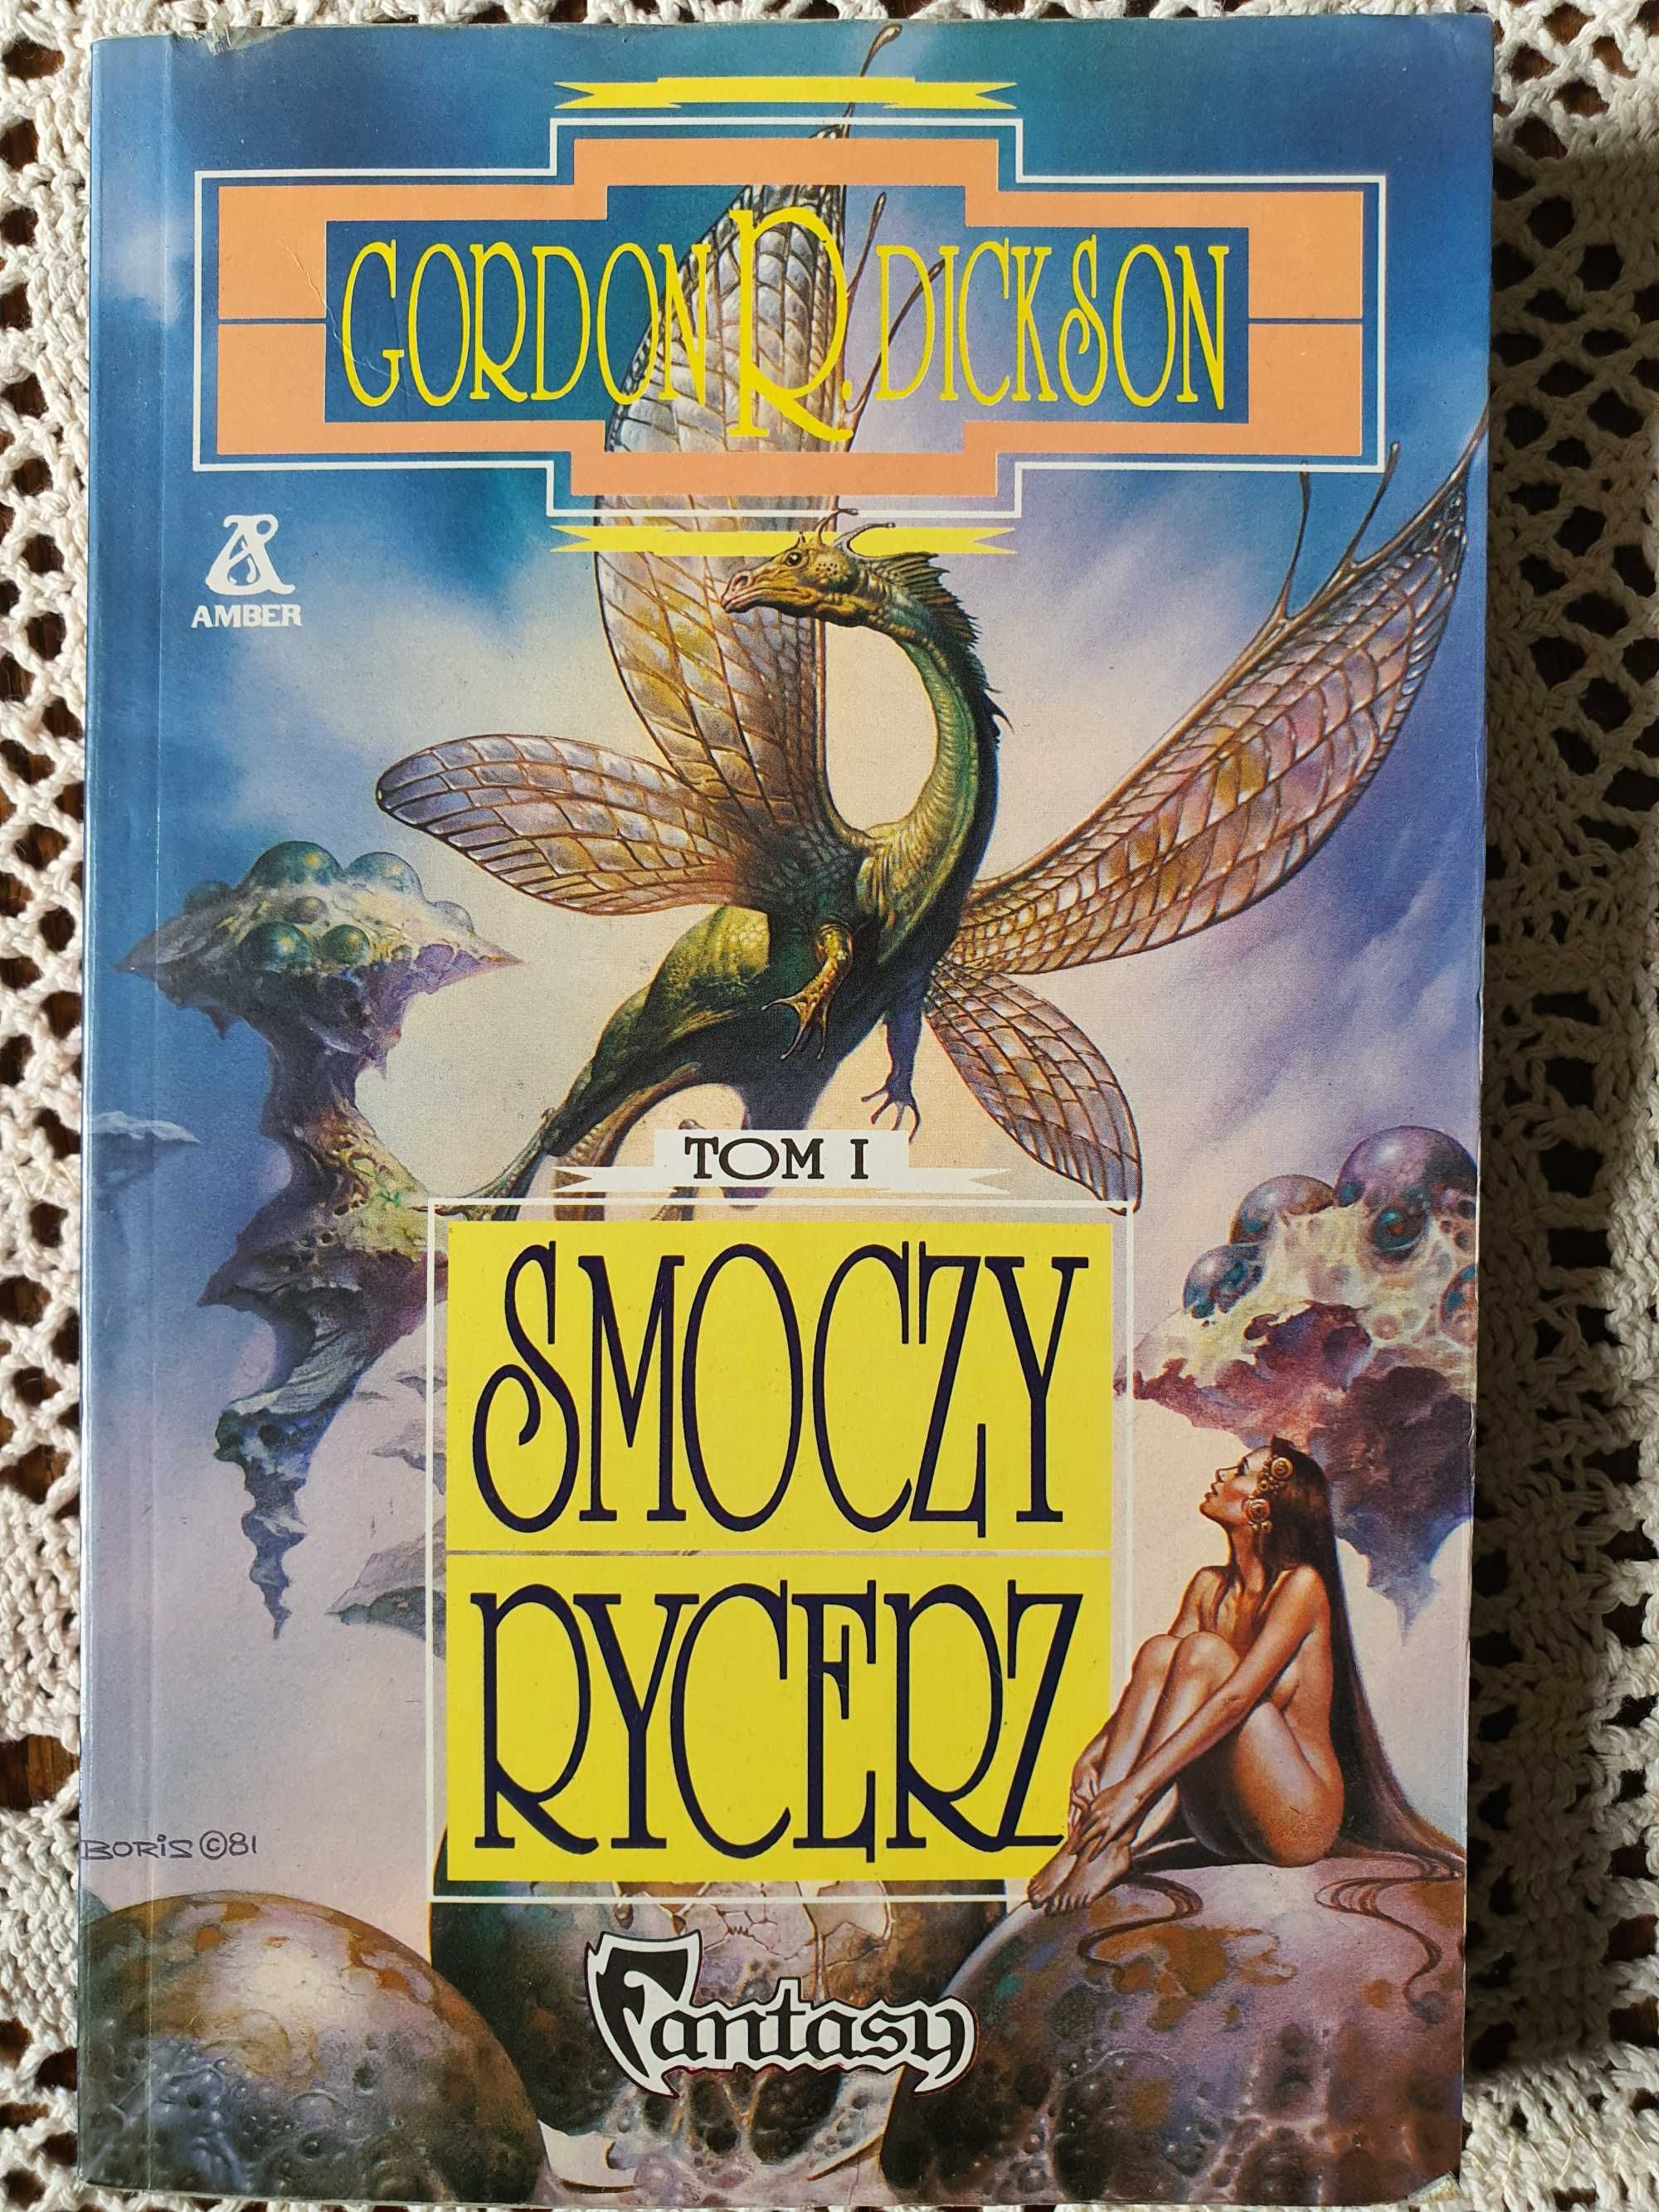 GORDON R. DICKSON
AMBER
TOM I
SMOCZY
RYCERZ
BORIS ©81
Fantasy